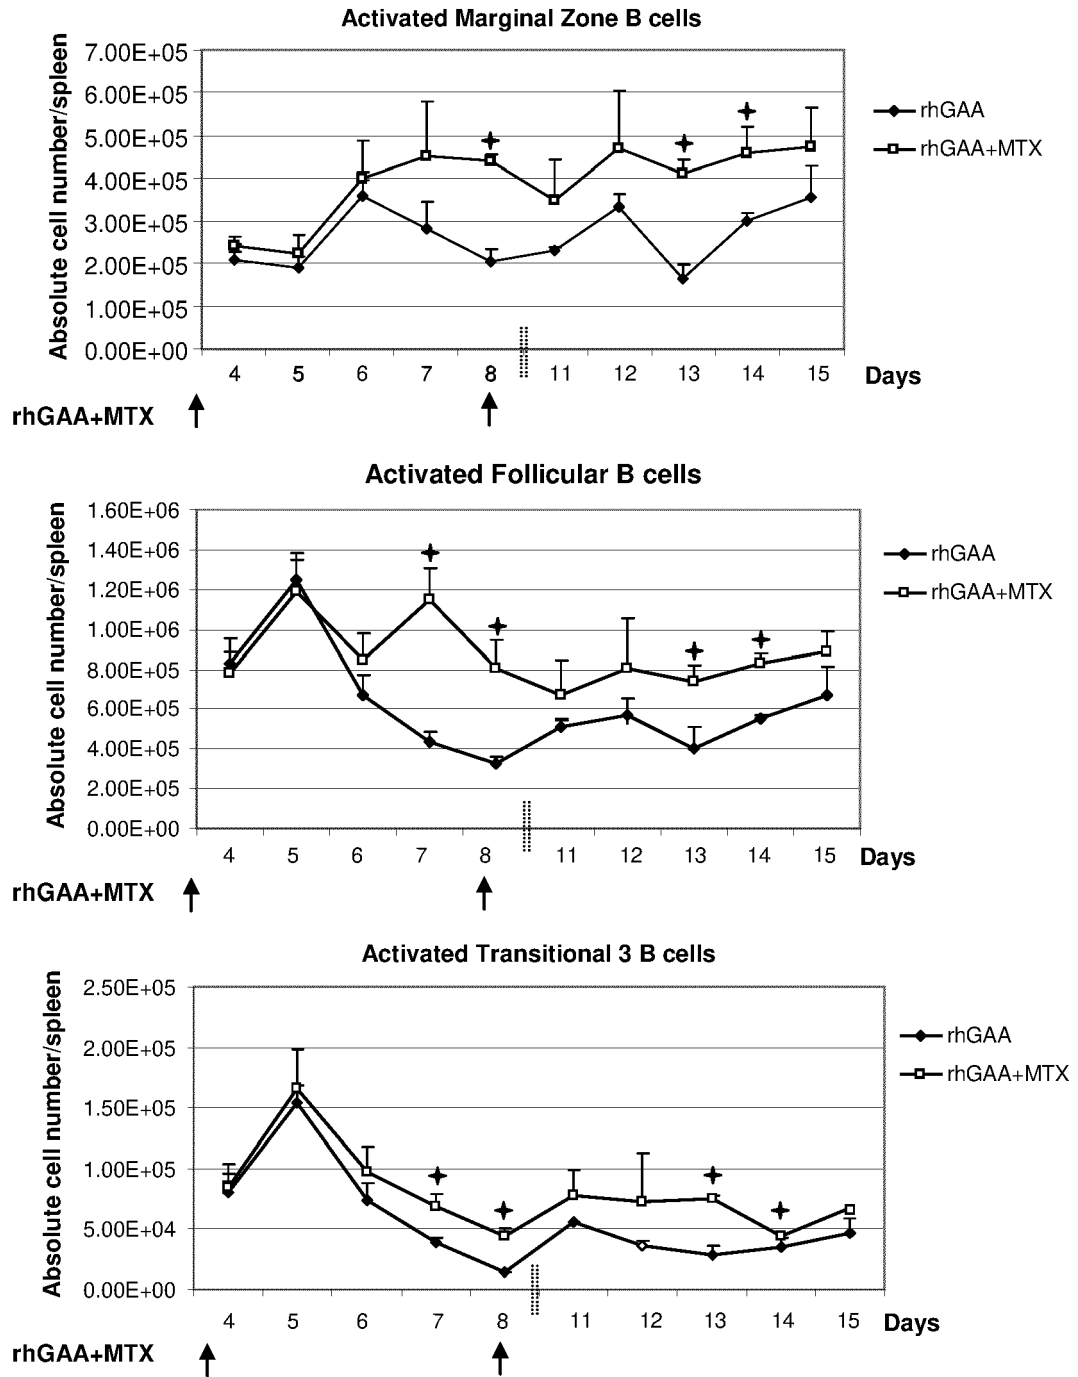 Activated Marginal Zone B cells
Absolute cell number/spleen
7.00E+05
6.00E+05
5.00E+05
4.00E+05
3.00E+05
2.00E+05
1.00E+05
0.00E+00
rhGAA
rhGAA+MTX
4 5 6 7 8 11 12 13 14 15 Days
rhGAA+MTX
Activated Follicular B cells
Absolute cell number/spleen
1.60E+06
1.40E+06
1.20E+06
1.00E+06
8.00E+05
6.00E+05
4.00E+05
2.00E+05
0.00E+00
rhGAA
rhGAA+MTX
4 5 6 7 8 11 12 13 14 15 Days
rhGAA+MTX
Activated Transitional 3 B cells
Absolute cell number/spleen
2.50E+05
2.00E+05
1.50E+05
1.00E+05
5.00E+04
0.00E+00
rhGAA
rhGAA+MTX
4 5 6 7 8 11 12 13 14 15 Days
rhGAA+MTX